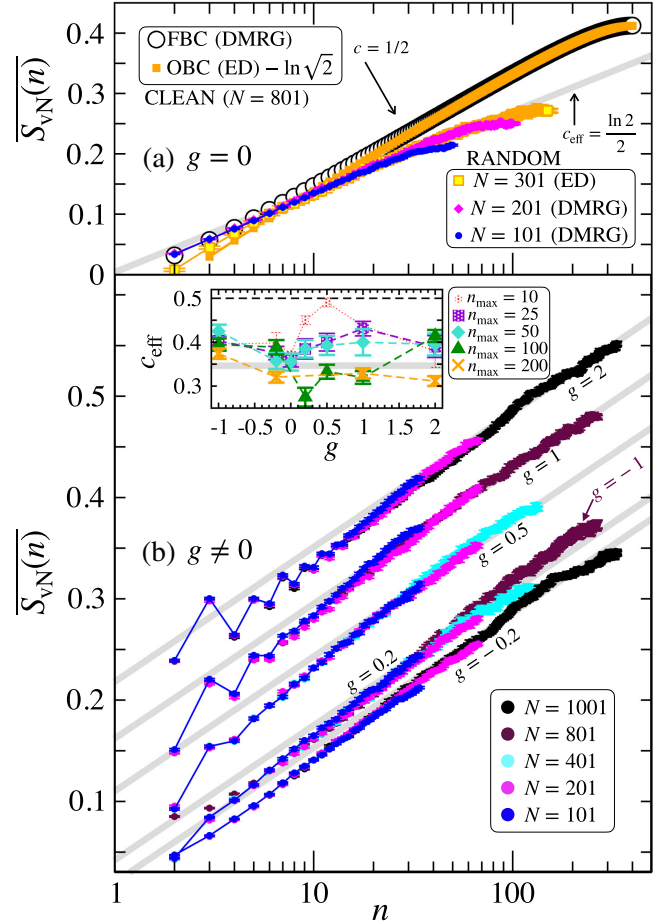 0.4
0.3
0.2
0.1
0
S_vN(n)
FBC (DMRG)
OBC (ED) − ln √2
CLEAN (N = 801)
c = 1/2
c_eff = ln 2 / 2
(a) g = 0
RANDOM
N = 301 (ED)
N = 201 (DMRG)
N = 101 (DMRG)
0.5
0.4
0.3
c_eff
-1 -0.5 0 0.5 1 1.5 2
g
n_max = 10
n_max = 25
n_max = 50
n_max = 100
n_max = 200
0.5
0.4
0.3
0.2
0.1
S_vN(n)
(b) g ≠ 0
g = 2
g = 1
g = −1
g = 0.5
g = 0.2
g = −0.2
N = 1001
N = 801
N = 401
N = 201
N = 101
1 10 100
n